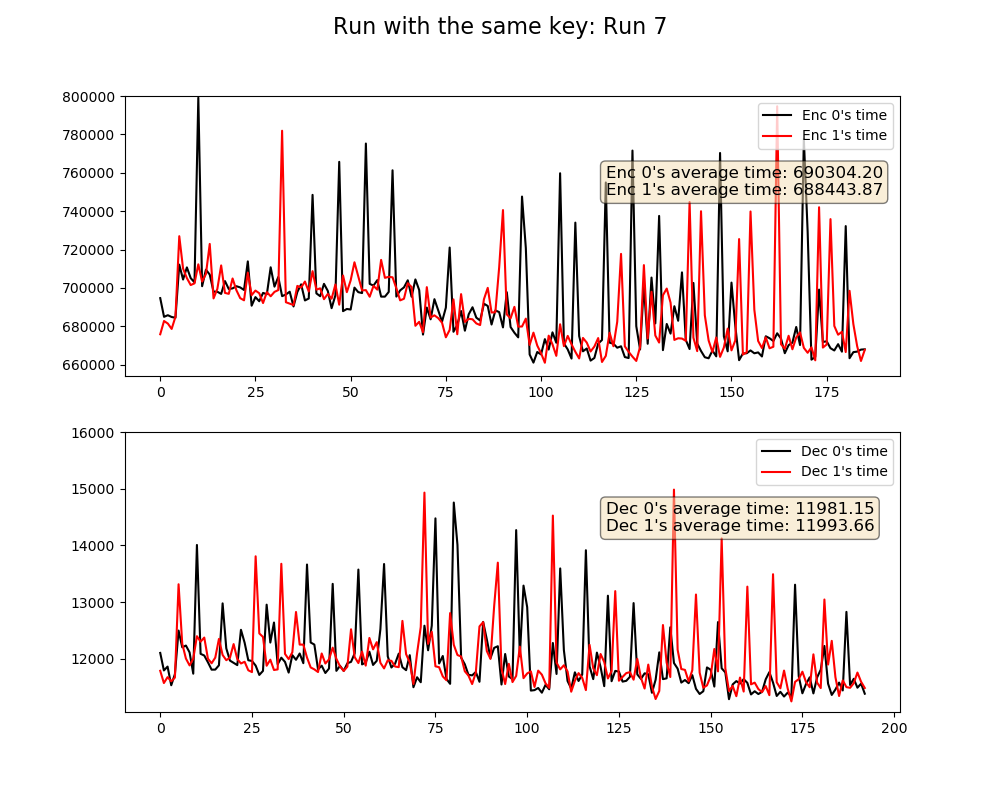 Run with the same key: Run 7
800000
780000
760000
740000
720000
700000
680000
660000
Enc 0's time
Enc 1's time
Enc 0's average time: 690304.20
Enc 1's average time: 688443.87
0 25 50 75 100 125 150 175
16000
15000
14000
13000
12000
Dec 0's time
Dec 1's time
Dec 0's average time: 11981.15
Dec 1's average time: 11993.66
0 25 50 75 100 125 150 175 200